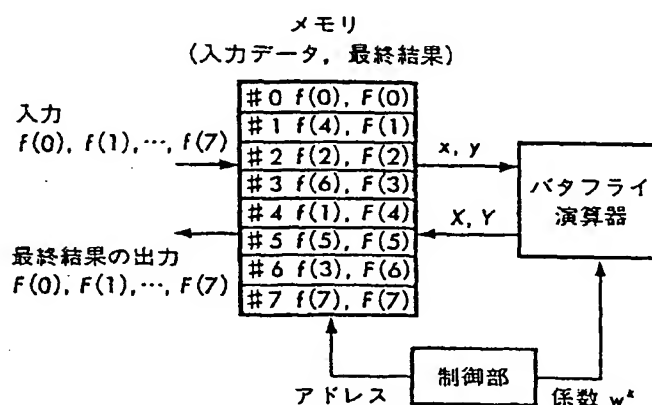 メモリ
(入力データ, 最終結果)
入力
f(0), f(1),…, f(7)
最終結果の出力
F(0), F(1),…, F(7)
#0 f(0), F(0)
#1 f(4), F(1)
#2 f(2), F(2)
#3 f(6), F(3)
#4 f(1), F(4)
#5 f(5), F(5)
#6 f(3), F(6)
#7 f(7), F(7)
x, y
X, Y
バタフライ
演算器
制御部
アドレス
係数 wᵏ